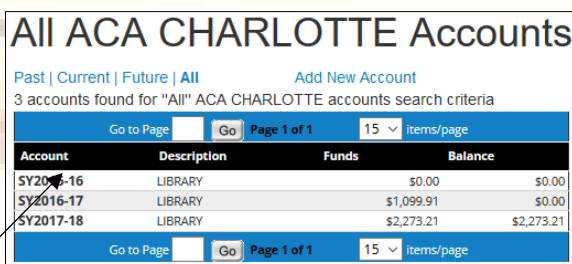 All ACA CHARLOTTE Accounts
Past | Current | Future | All Add New Account
3 accounts found for "All" ACA CHARLOTTE accounts search criteria
Go to Page Go Page 1 of 1 15 items/page
Account Description Funds Balance
SY2015-16 LIBRARY $0.00 $0.00
SY2016-17 LIBRARY $1,099.91 $0.00
SY2017-18 LIBRARY $2,273.21 $2,273.21
Go to Page Go Page 1 of 1 15 items/page